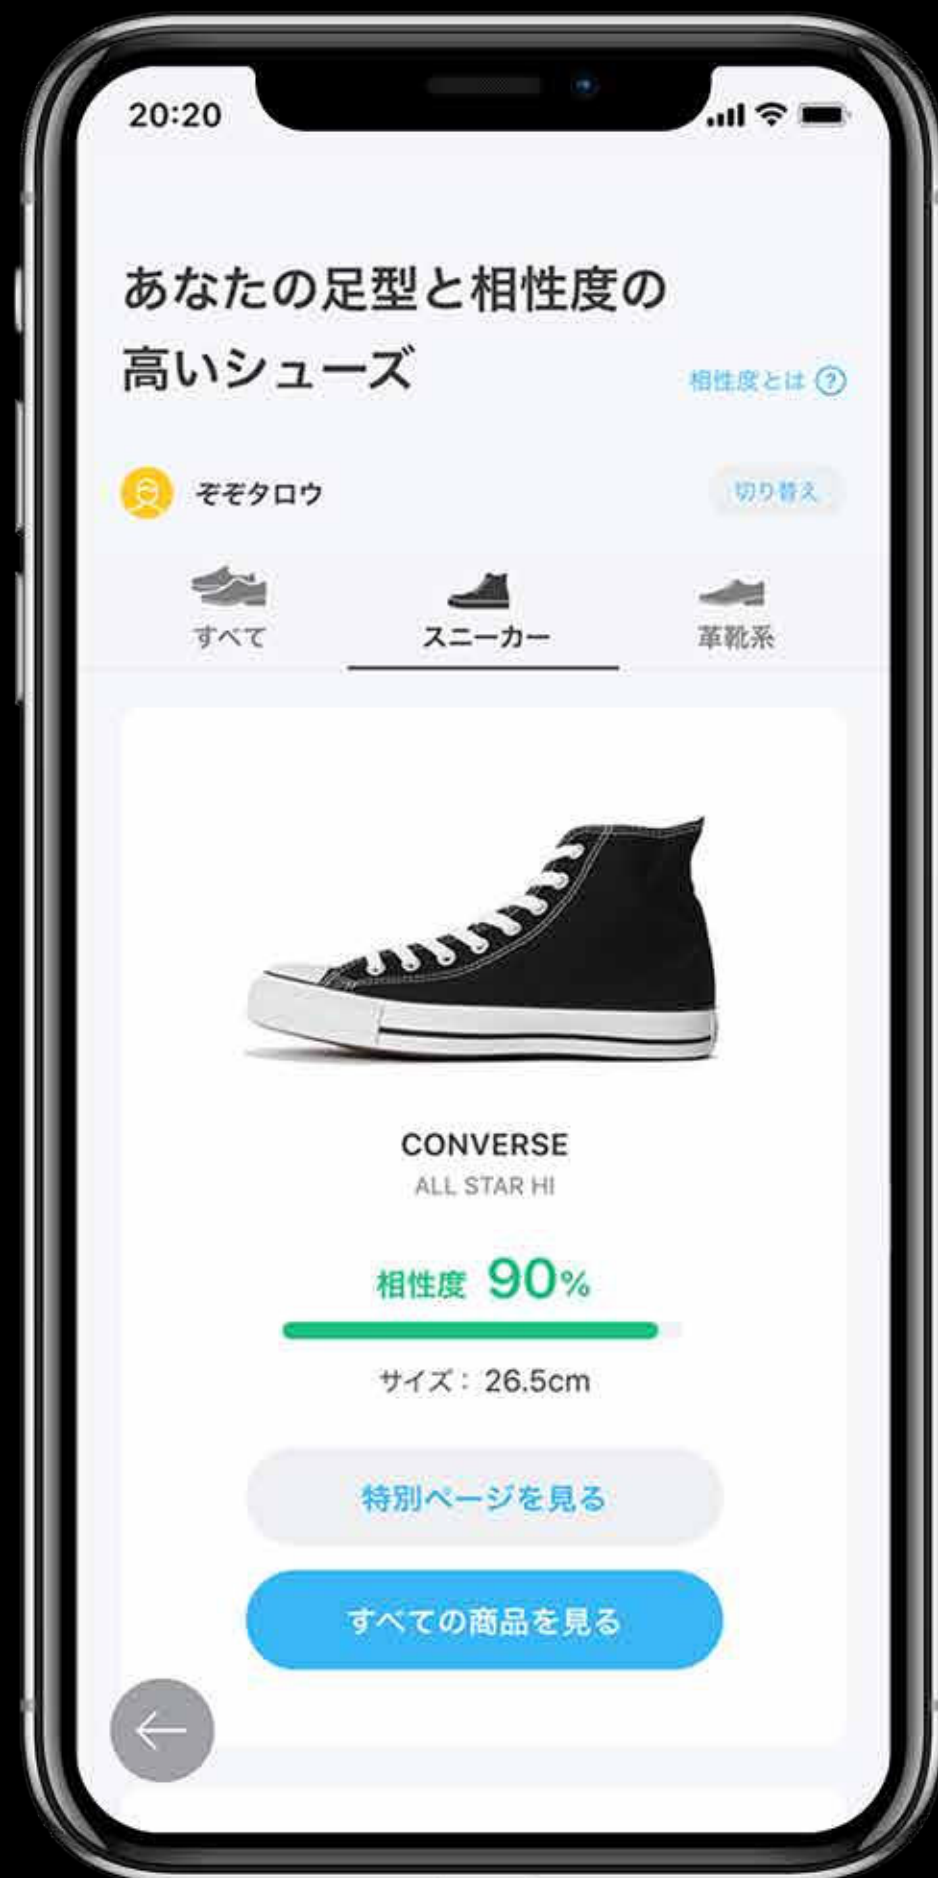 20:20
あなたの足型と相性度の
高いシューズ
相性度とは ?
ぞぞタロウ
切り替え
すべて
スニーカー
革靴系
CONVERSE
ALL STAR HI
相性度 90%
サイズ： 26.5cm
特別ページを見る
すべての商品を見る